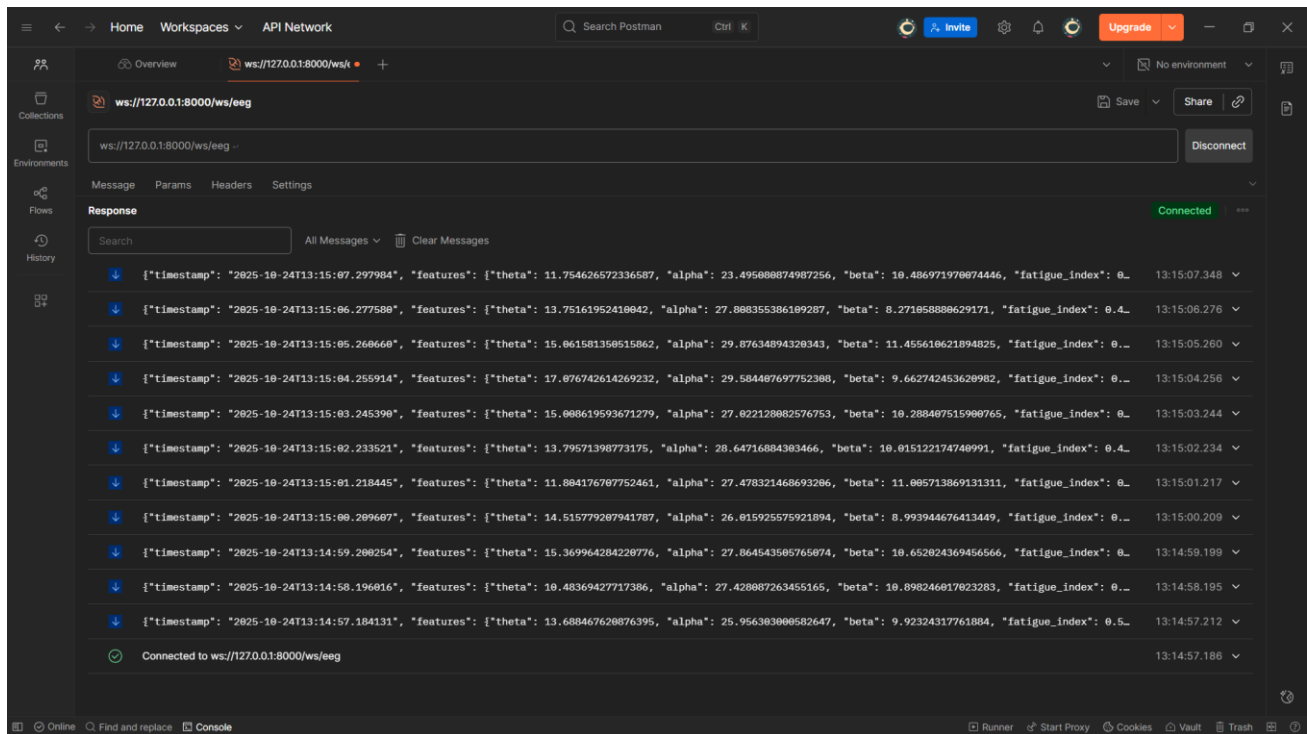 Home Workspaces API Network Search Postman Ctrl K Invite Upgrade
Overview ws://127.0.0.1:8000/ws/e No environment
Collections
Environments
Flows
History
ws://127.0.0.1:8000/ws/eeg Save Share
ws://127.0.0.1:8000/ws/eeg Disconnect
Message Params Headers Settings
Response Connected
Search All Messages Clear Messages
{"timestamp": "2025-10-24T13:15:07.297984", "features": {"theta": 11.754626572336587, "alpha": 23.495080874987256, "beta": 10.486971970074446, "fatigue_index": 0… 13:15:07.348
{"timestamp": "2025-10-24T13:15:06.277580", "features": {"theta": 13.75161952410042, "alpha": 27.808355386109287, "beta": 8.271058880629171, "fatigue_index": 0.4… 13:15:06.276
{"timestamp": "2025-10-24T13:15:05.260660", "features": {"theta": 15.061581350515862, "alpha": 29.87634894320343, "beta": 11.455610621894825, "fatigue_index": 0.… 13:15:05.260
{"timestamp": "2025-10-24T13:15:04.255914", "features": {"theta": 17.076742614269232, "alpha": 29.584407697752308, "beta": 9.662742453620982, "fatigue_index": 0.… 13:15:04.256
{"timestamp": "2025-10-24T13:15:03.245390", "features": {"theta": 15.008619593671279, "alpha": 27.022128082576753, "beta": 10.288407515900765, "fatigue_index": 0… 13:15:03.244
{"timestamp": "2025-10-24T13:15:02.233521", "features": {"theta": 13.79571398773175, "alpha": 28.64716884303466, "beta": 10.015122174740991, "fatigue_index": 0.4… 13:15:02.234
{"timestamp": "2025-10-24T13:15:01.218445", "features": {"theta": 11.804176707752461, "alpha": 27.478321468693206, "beta": 11.005713869131311, "fatigue_index": 0… 13:15:01.217
{"timestamp": "2025-10-24T13:15:00.209607", "features": {"theta": 14.515779207941787, "alpha": 26.015925575921894, "beta": 8.993944676413449, "fatigue_index": 0.… 13:15:00.209
{"timestamp": "2025-10-24T13:14:59.200254", "features": {"theta": 15.369964284220776, "alpha": 27.864543505765074, "beta": 10.652024369456566, "fatigue_index": 0… 13:14:59.199
{"timestamp": "2025-10-24T13:14:58.196016", "features": {"theta": 10.48369427717386, "alpha": 27.428087263455165, "beta": 10.898246017023283, "fatigue_index": 0.… 13:14:58.195
{"timestamp": "2025-10-24T13:14:57.184131", "features": {"theta": 13.688467620876395, "alpha": 25.956303000582647, "beta": 9.92324317761884, "fatigue_index": 0.5… 13:14:57.212
Connected to ws://127.0.0.1:8000/ws/eeg 13:14:57.186
Online Find and replace Console Runner Start Proxy Cookies Vault Trash